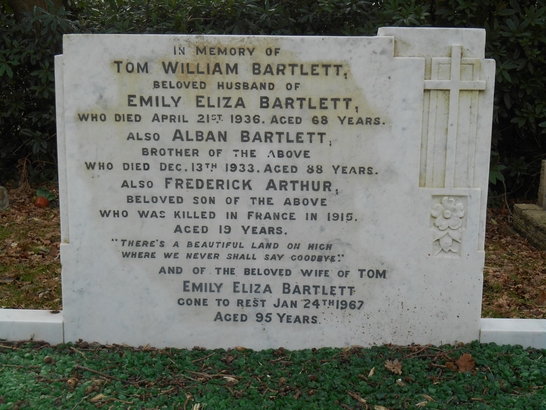 IN MEMORY OF
TOM WILLIAM BARTLETT,
BELOVED HUSBAND OF
EMILY ELIZA BARTLETT,
WHO DIED APRIL 21ST. 1936. AGED 68 YEARS.
ALSO ALBAN BARTLETT,
BROTHER OF THE ABOVE
WHO DIED DEC. 13TH 1933. AGED 88 YEARS.
ALSO FREDERICK ARTHUR,
BELOVED SON OF THE ABOVE
WHO WAS KILLED IN FRANCE IN 1915.
AGED 19 YEARS.
"THERE'S A BEAUTIFUL LAND ON HIGH
WHERE WE NEVER SHALL SAY GOODBYE."
AND OF THE BELOVED WIFE OF TOM
EMILY ELIZA BARTLETT
GONE TO REST JAN 24TH 1967
AGED 95 YEARS.